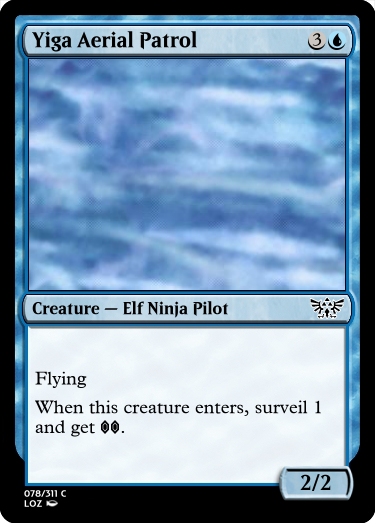 Yiga Aerial Patrol 3
Creature — Elf Ninja Pilot
Flying
When this creature enters, surveil 1
and get .
2/2
078/311 C
LOZ